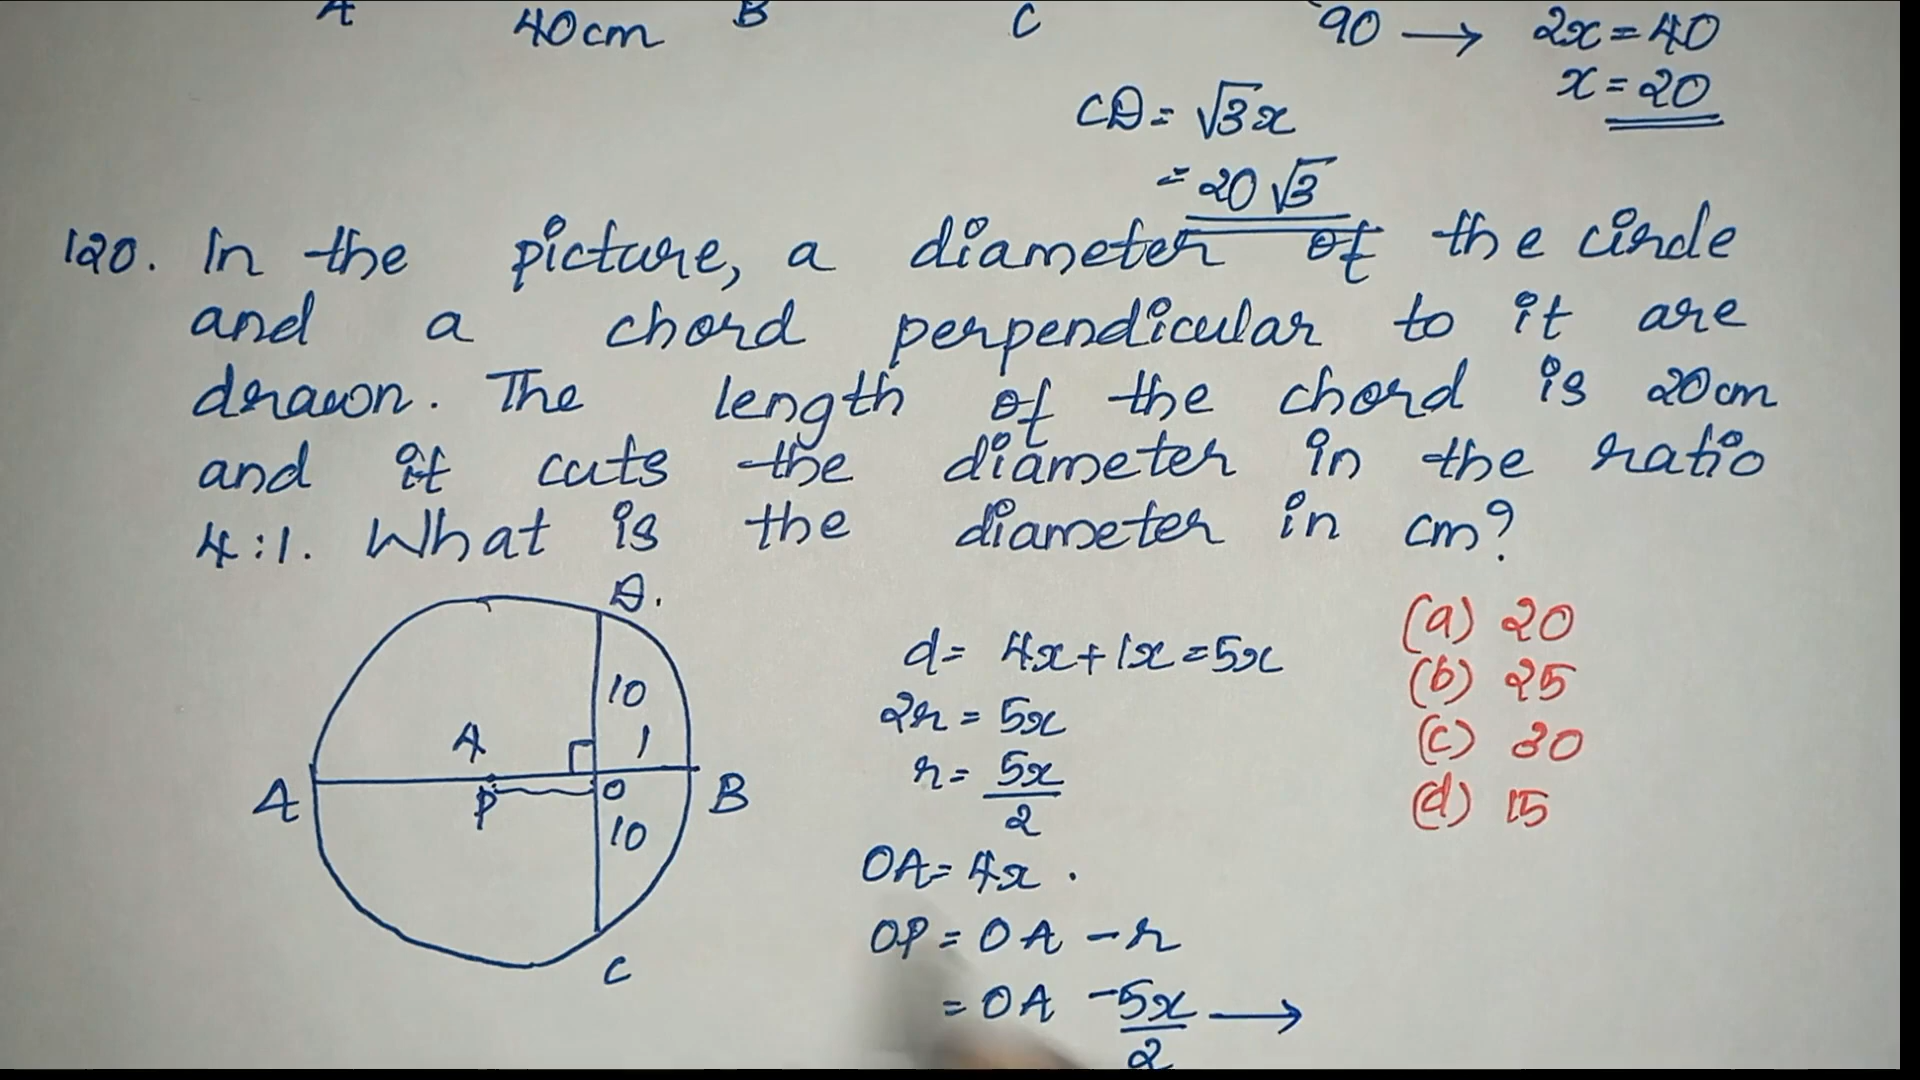 A 40cm B C 90 → 2x=40
x=20
CD = √3x
= 20√3
120. In the picture, a diameter of the circle
and a chord perpendicular to it are
drawn. The length of the chord is 20cm
and it cuts the diameter in the ratio
4:1. What is the diameter in cm?
D.
10
4 1
A P O B
10
C
d= 4x+1x=5x
2r = 5x
r= 5x/2
OA=4x.
OP = OA - r
= OA - 5x/2 →
(a) 20
(b) 25
(c) 30
(d) 15